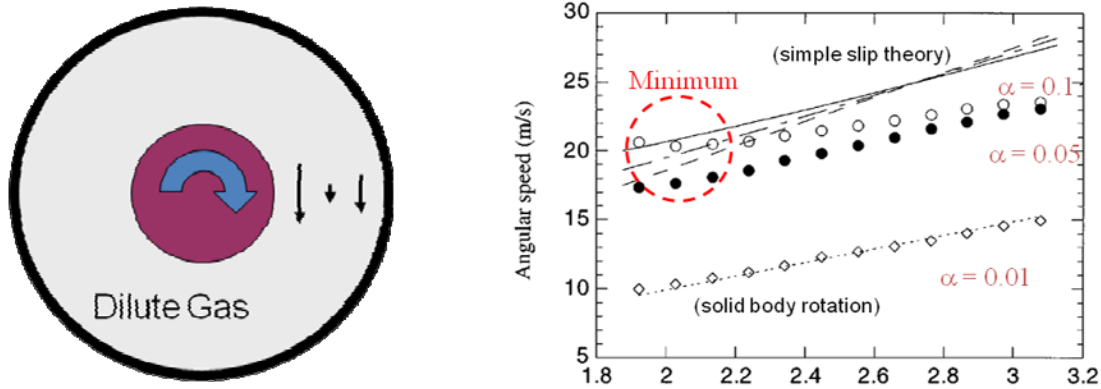 Dilute Gas
30
25
20
15
10
5
Angular speed (m/s)
(simple slip theory)
Minimum
α = 0.1
α = 0.05
α = 0.01
(solid body rotation)
1.8 2 2.2 2.4 2.6 2.8 3 3.2